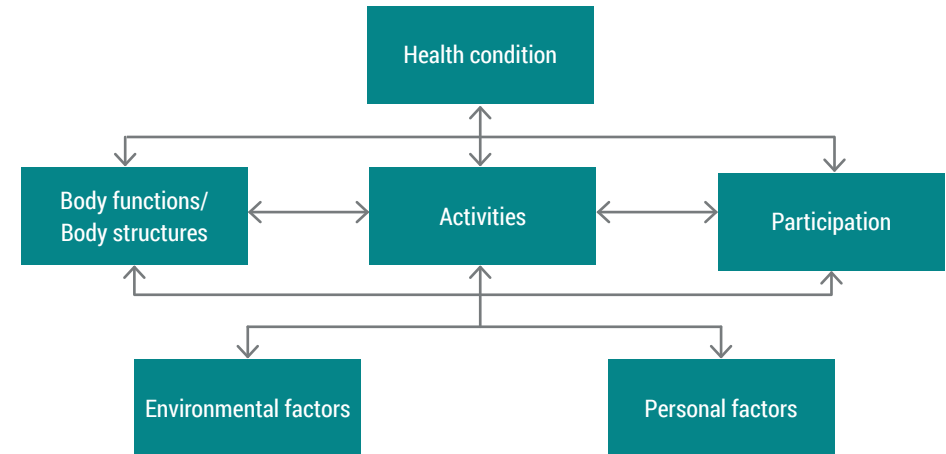 Health condition
Body functions/
Body structures
Activities
Participation
Environmental factors
Personal factors